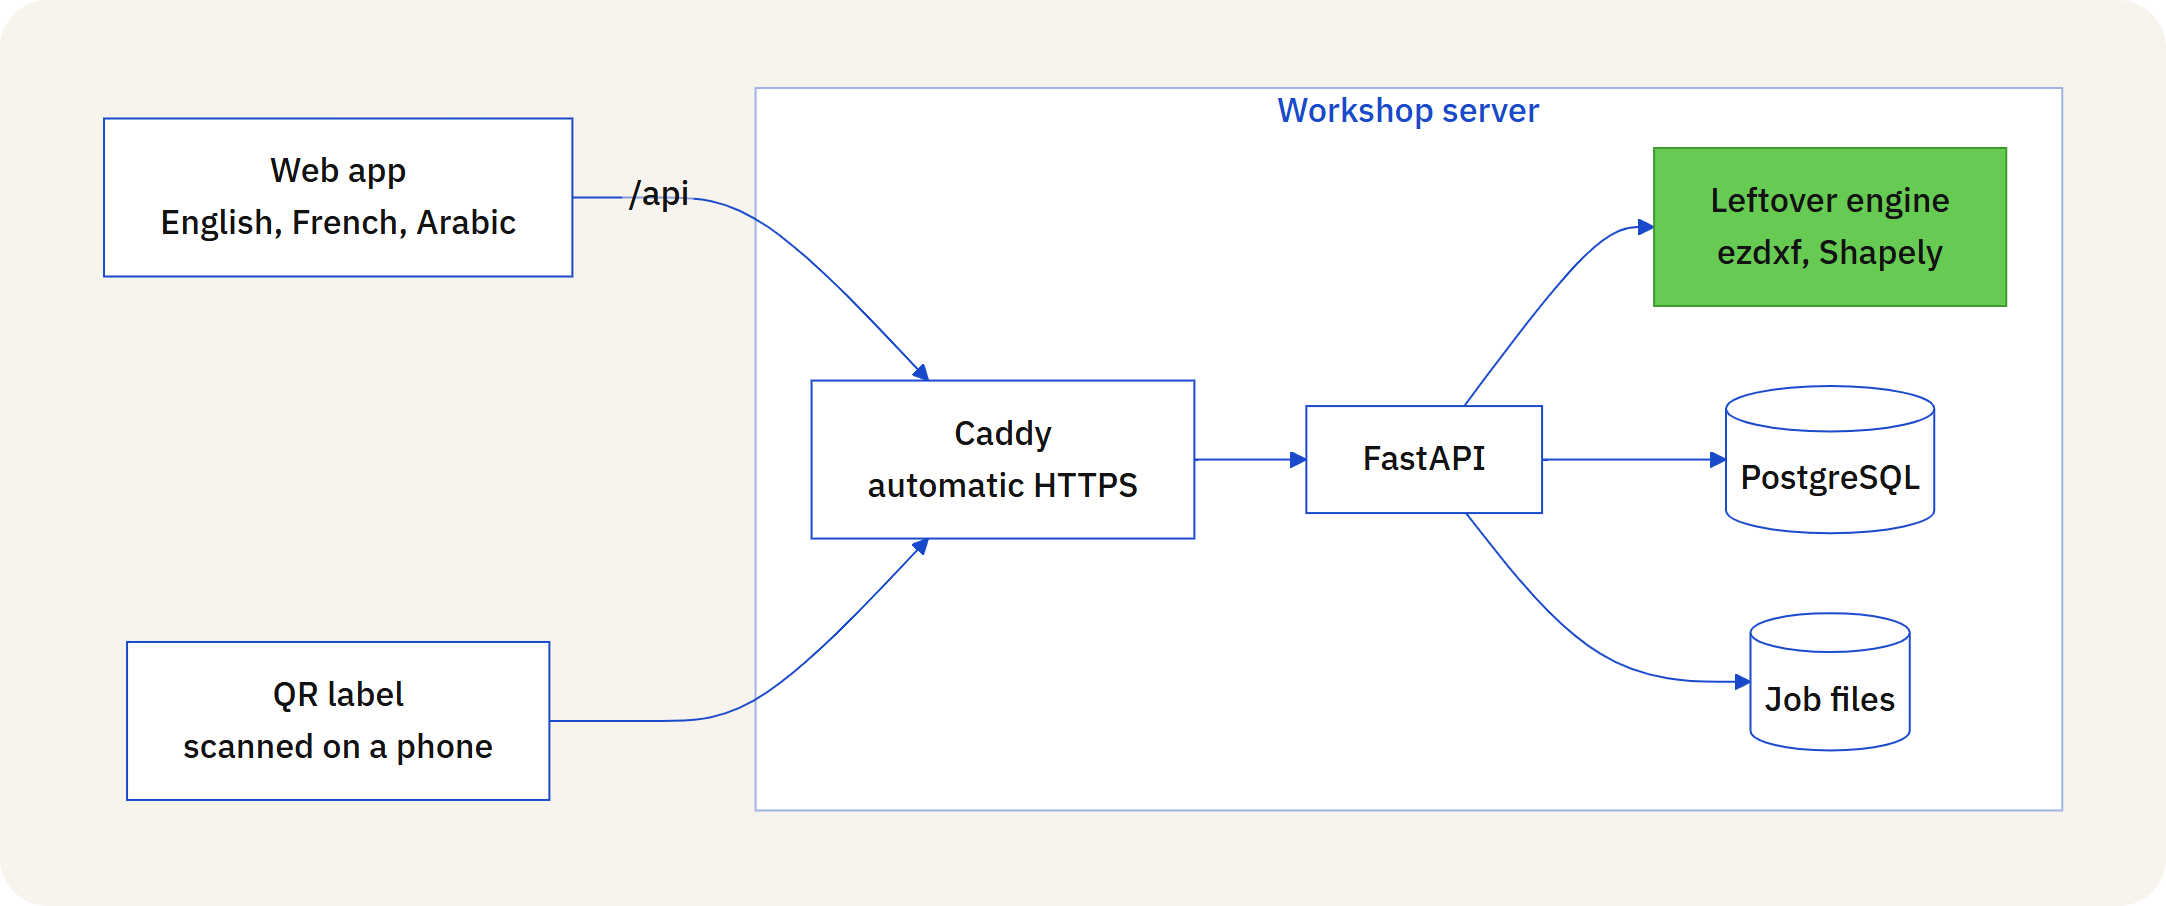 Workshop server
Web app
English, French, Arabic
/api
Leftover engine
ezdxf, Shapely
Caddy
automatic HTTPS
FastAPI
PostgreSQL
QR label
scanned on a phone
Job files